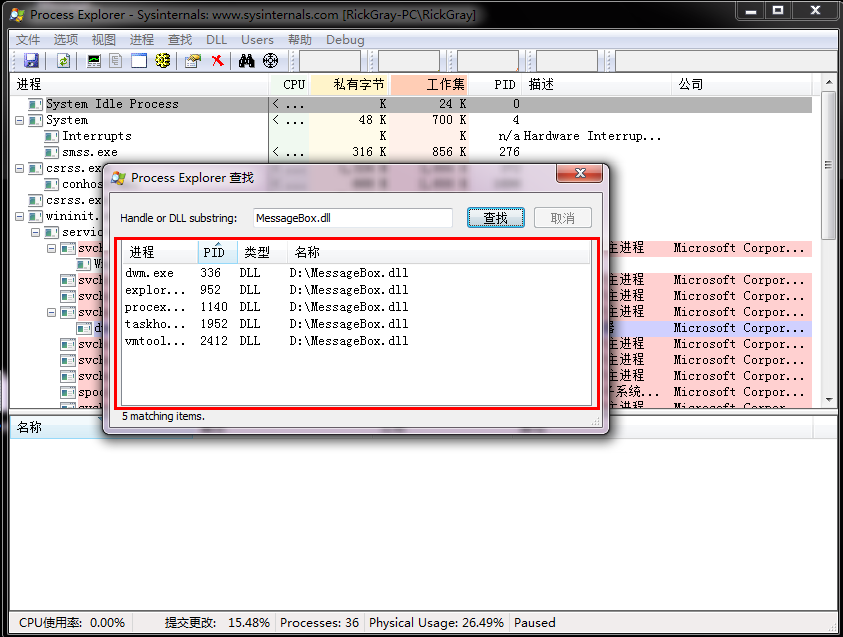 Process Explorer - Sysinternals: www.sysinternals.com [RickGray-PC\RickGray]
文件 选项 视图 进程 查找 DLL Users 帮助 Debug
进程 CPU 私有字节 工作集 PID 描述 公司
System Idle Process < ... K 24 K 0
System < ... 48 K 700 K 4
Interrupts K K n/a Hardware Interrup...
smss.exe < ... 316 K 856 K 276
csrss.ex
conhos
csrss.ex
wininit.
servic
svch 主进程 Microsoft Corpor...
W
svch 主进程 Microsoft Corpor...
svch 主进程 Microsoft Corpor...
svch 主进程 Microsoft Corpor...
d Microsoft Corpor...
svch 主进程 Microsoft Corpor...
svch 主进程 Microsoft Corpor...
svch 主进程 Microsoft Corpor...
spoo 子系统... Microsoft Corpor...
svch 主进程 Microsoft Corpor...
Process Explorer 查找
Handle or DLL substring: MessageBox.dll 查找 取消
进程 PID 类型 名称
dwm.exe 336 DLL D:\MessageBox.dll
explor... 952 DLL D:\MessageBox.dll
procex... 1140 DLL D:\MessageBox.dll
taskho... 1952 DLL D:\MessageBox.dll
vmtool... 2412 DLL D:\MessageBox.dll
5 matching items.
名称
CPU使用率: 0.00% 提交更改: 15.48% Processes: 36 Physical Usage: 26.49% Paused